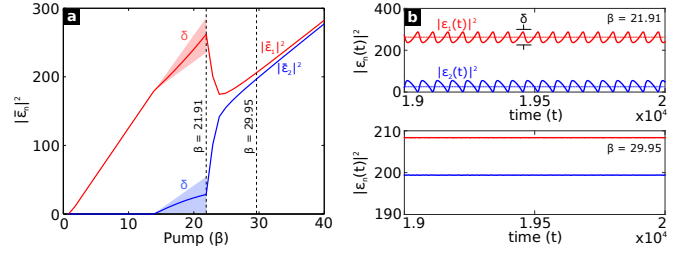 a
|ε̄ₙ|²
300
200
100
0
0
10
20
30
40
Pump (β)
δ
δ
|ε̄₁|²
|ε̄₂|²
β = 21.91
β = 29.95
b
|εₙ(t)|²
400
200
0
|ε₁(t)|²
δ
β = 21.91
|ε₂(t)|²
1.9
1.95
2
time (t)
x10⁴
|εₙ(t)|²
210
200
190
β = 29.95
1.9
1.95
2
time (t)
x10⁴